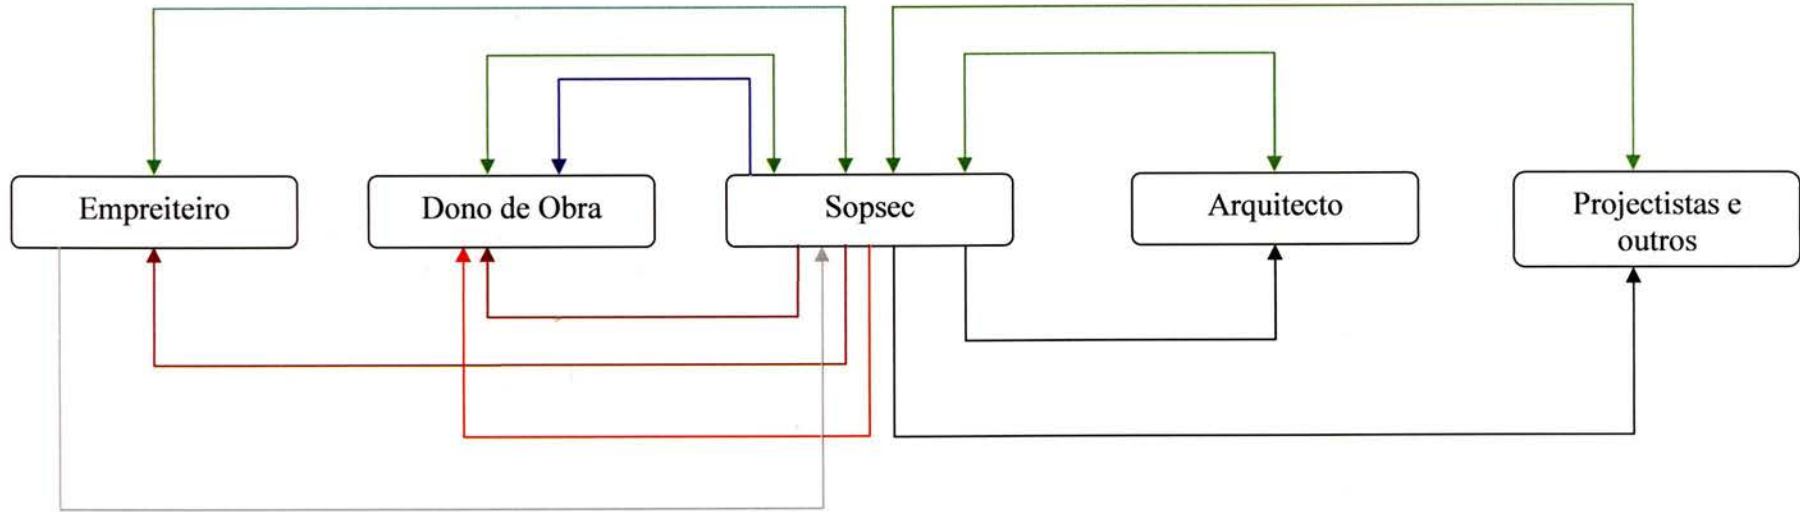 Empreiteiro
Dono de Obra
Sopsec
Arquitecto
Projectistas e
outros